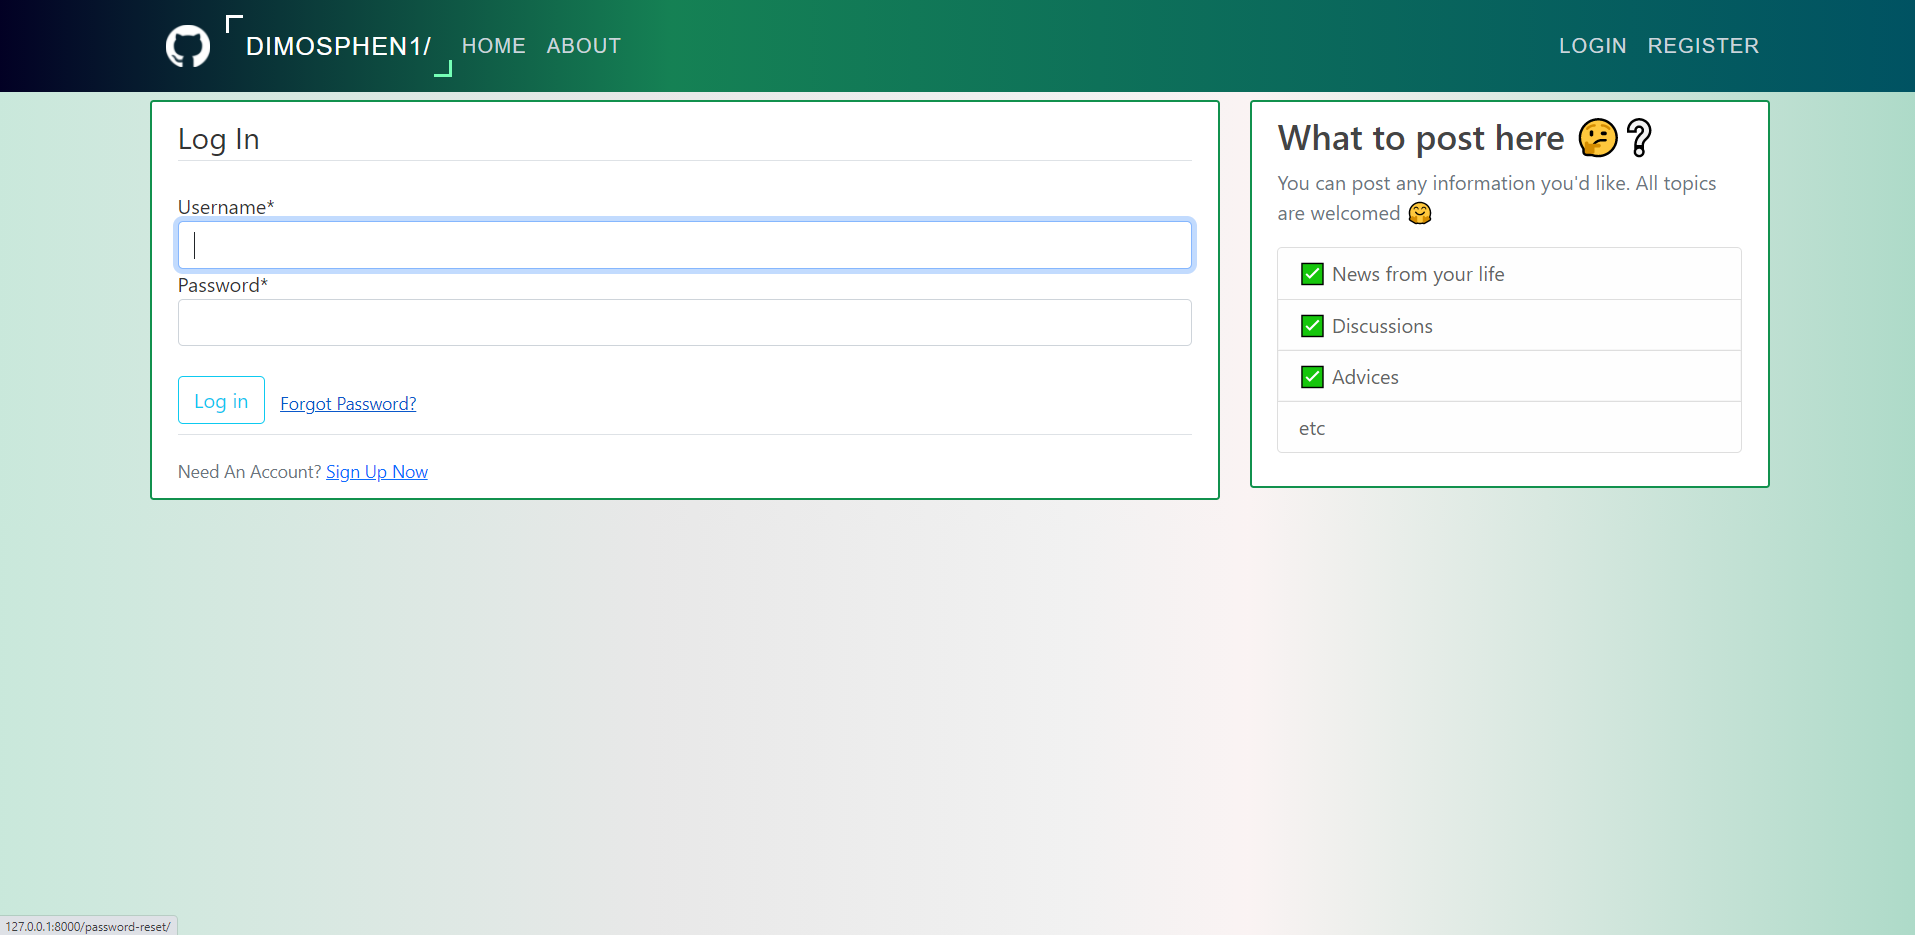 DIMOSPHEN1/ HOME ABOUT LOGIN REGISTER
Log In
Username*
Password*
Log in Forgot Password?
Need An Account? Sign Up Now
What to post here 🤔❔
You can post any information you'd like. All topics
are welcomed 🤗
✅ News from your life
✅ Discussions
✅ Advices
etc
127.0.0.1:8000/password-reset/